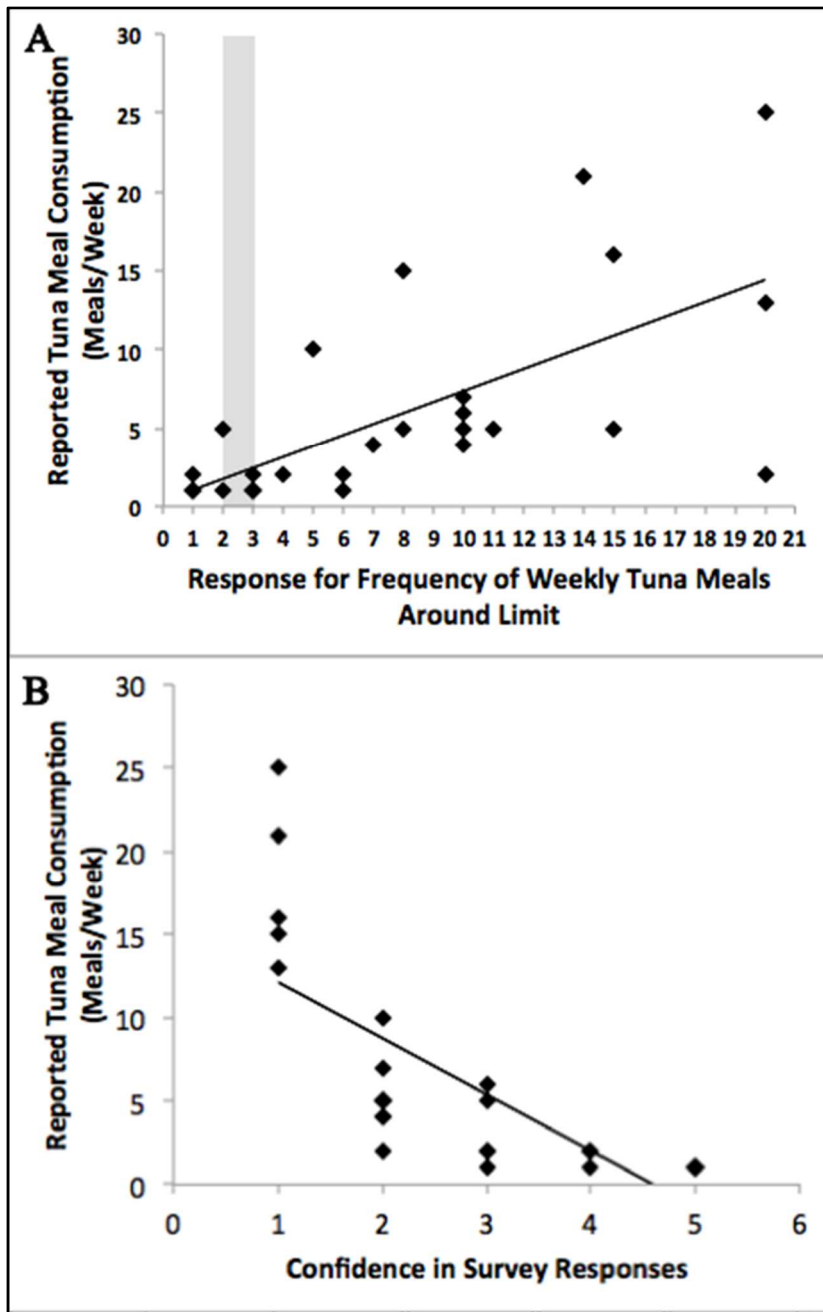 A
Reported Tuna Meal Consumption
(Meals/Week)
30
25
20
15
10
5
0
0 1 2 3 4 5 6 7 8 9 10 11 12 13 14 15 16 17 18 19 20 21
Response for Frequency of Weekly Tuna Meals
Around Limit
B
Reported Tuna Meal Consumption
(Meals/Week)
30
25
20
15
10
5
0
0 1 2 3 4 5 6
Confidence in Survey Responses